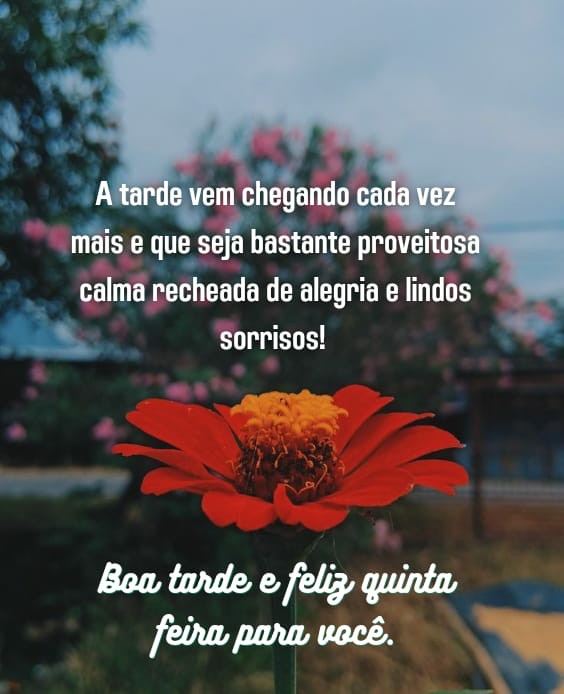 A tarde vem chegando cada vez
mais e que seja bastante proveitosa
calma recheada de alegria e lindos
sorrisos!
Boa tarde e feliz quinta
feira para você.